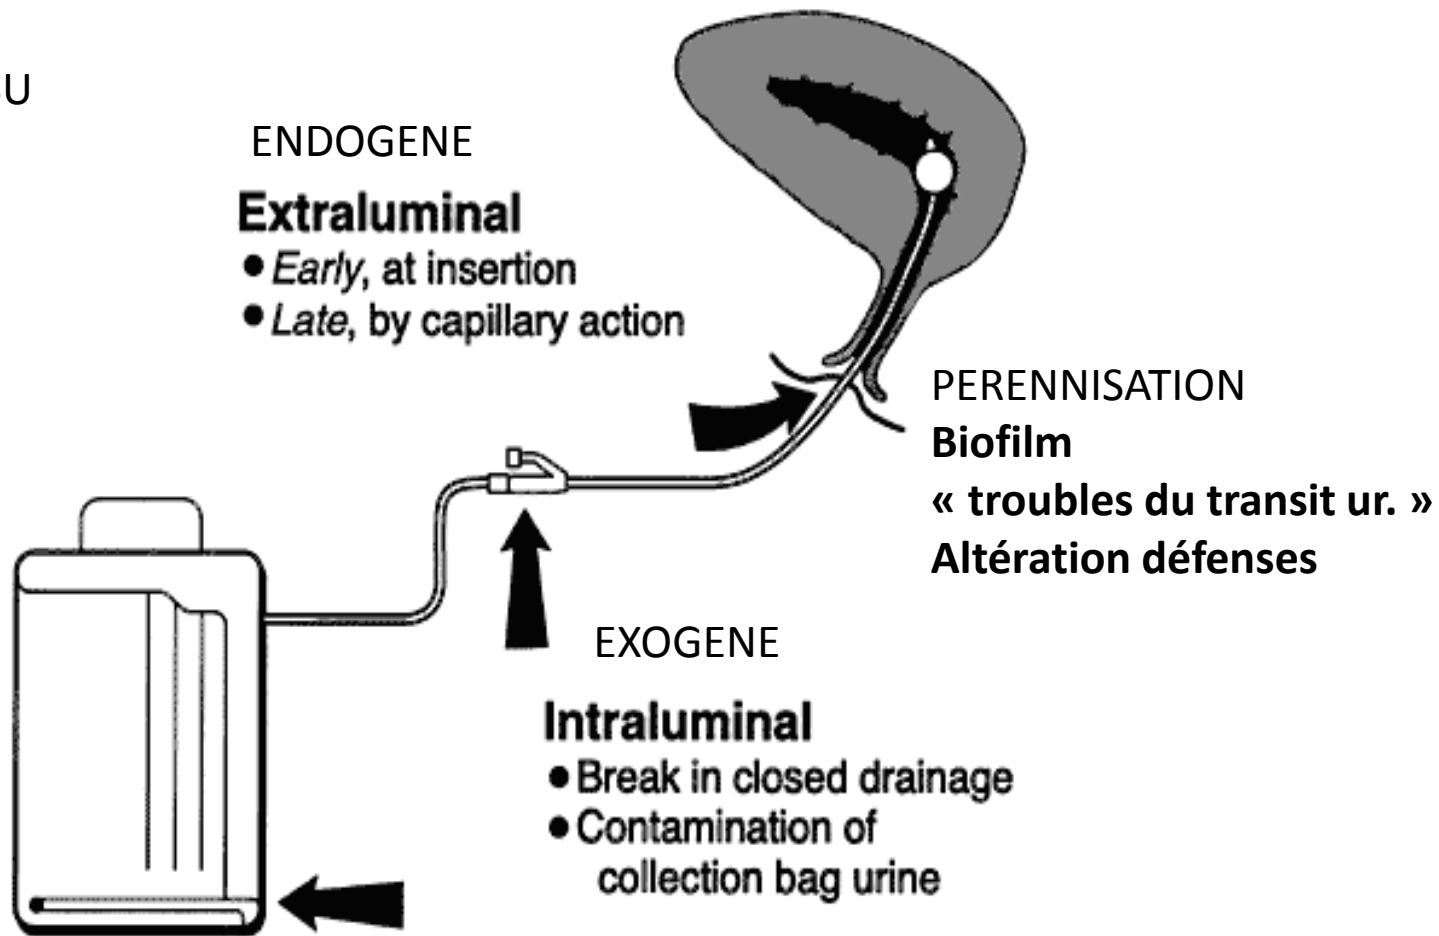 ENDOGENE
Extraluminal
● Early, at insertion
● Late, by capillary action
PERENNISATION
Biofilm
« troubles du transit ur. »
Altération défenses
EXOGENE
Intraluminal
● Break in closed drainage
● Contamination of
collection bag urine